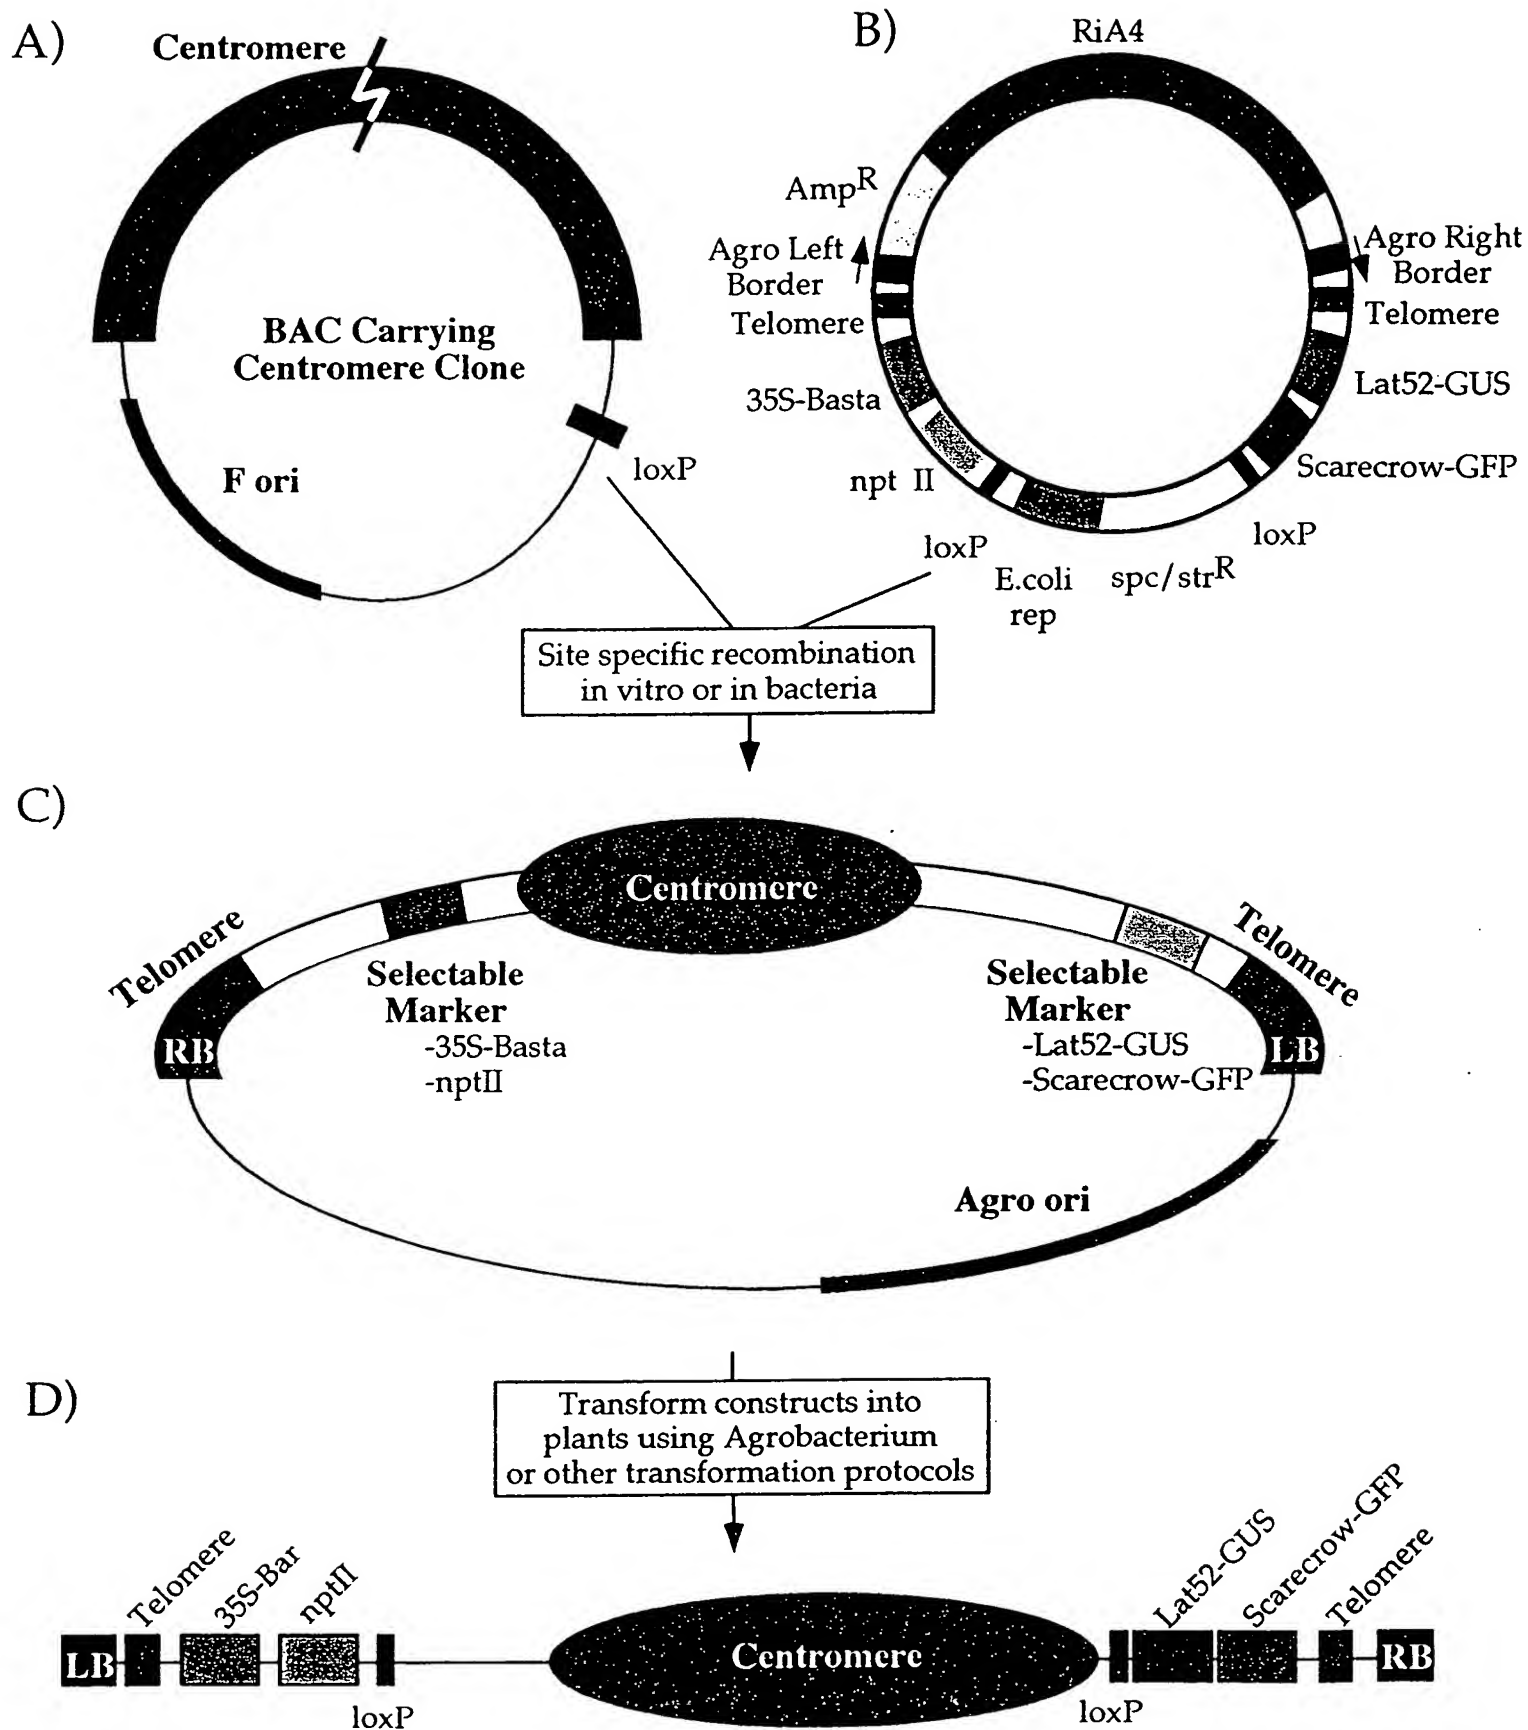 A)
Centromere
BAC Carrying
Centromere Clone
F ori
loxP
B)
RiA4
AmpR
Agro Left
Border
Telomere
35S-Basta
npt II
loxP
E.coli
rep
spc/strR
loxP
Scarecrow-GFP
Lat52-GUS
Telomere
Agro Right
Border
Site specific recombination
in vitro or in bacteria
C)
Centromere
Telomere
RB
Selectable
Marker
-35S-Basta
-nptII
Selectable
Marker
-Lat52-GUS
-Scarecrow-GFP
Telomere
LB
Agro ori
D)
Transform constructs into
plants using Agrobacterium
or other transformation protocols
LB
Telomere
35S-Bar
nptII
loxP
Centromere
loxP
Lat52-GUS
Scarecrow-GFP
Telomere
RB